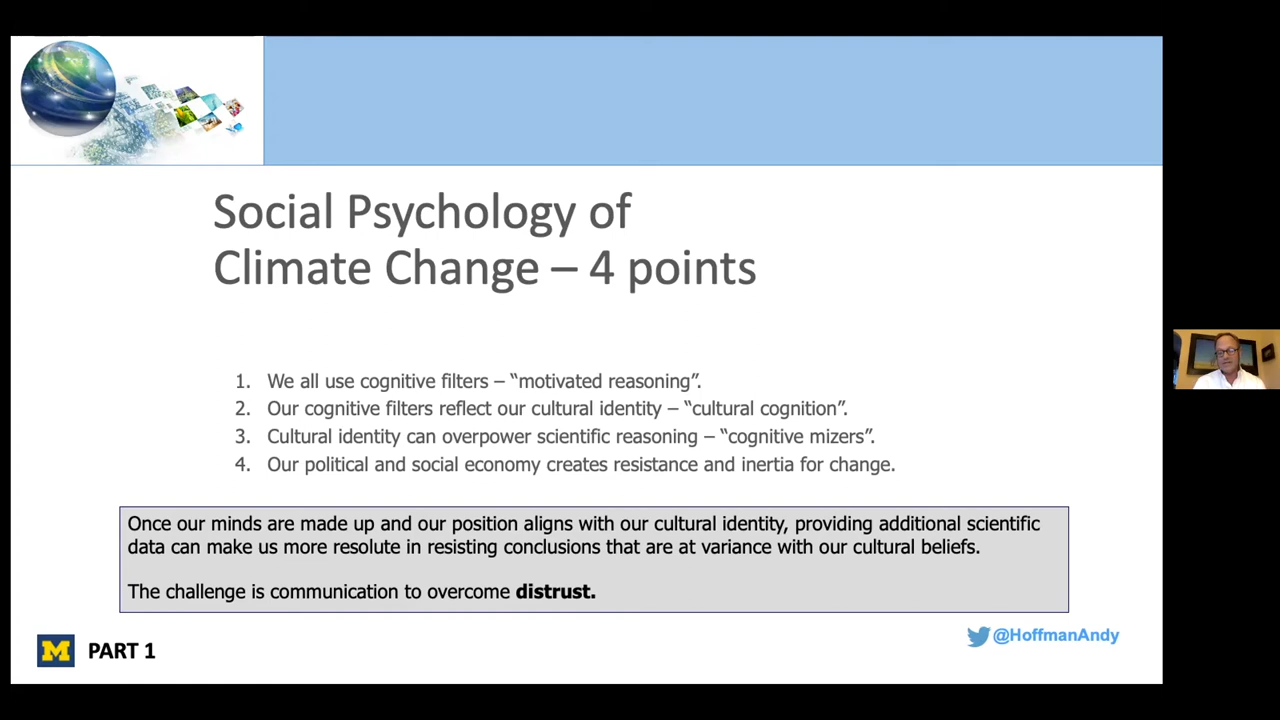 Social Psychology of
Climate Change – 4 points
1. We all use cognitive filters – “motivated reasoning”.
2. Our cognitive filters reflect our cultural identity – “cultural cognition”.
3. Cultural identity can overpower scientific reasoning – “cognitive mizers”.
4. Our political and social economy creates resistance and inertia for change.
Once our minds are made up and our position aligns with our cultural identity, providing additional scientific
data can make us more resolute in resisting conclusions that are at variance with our cultural beliefs.
The challenge is communication to overcome distrust.
M PART 1
@HoffmanAndy